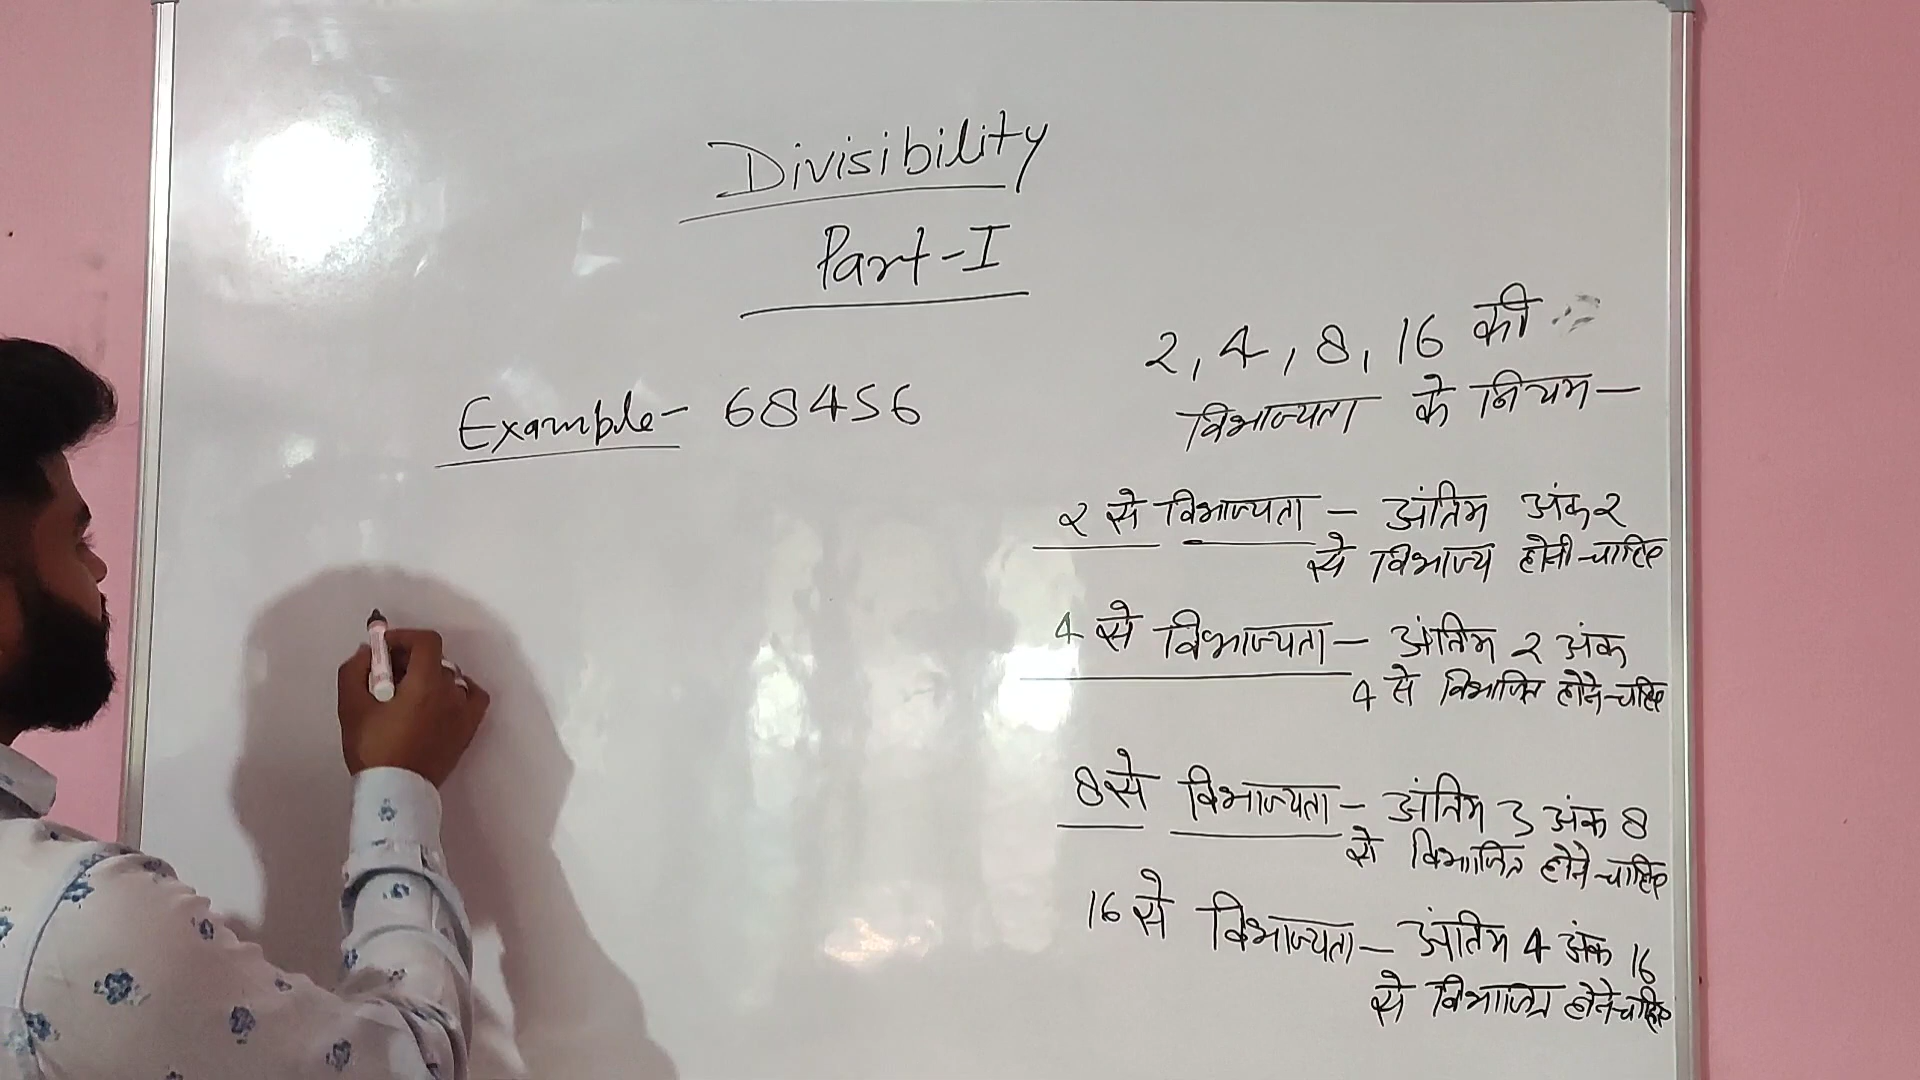 Divisibility
Part-I
Example- 68456
2, 4, 8, 16 की
विभाज्यता के नियम-
2 से विभाज्यता - अंतिम अंक 2
से विभाज्य होनी चाहिए
4 से विभाज्यता - अंतिम 2 अंक
4 से विभाजित होने चाहिए
8 से विभाज्यता - अंतिम 3 अंक 8
से विभाजित होने चाहिए
16 से विभाज्यता - अंतिम 4 अंक 16
से विभाजित होने चाहिए